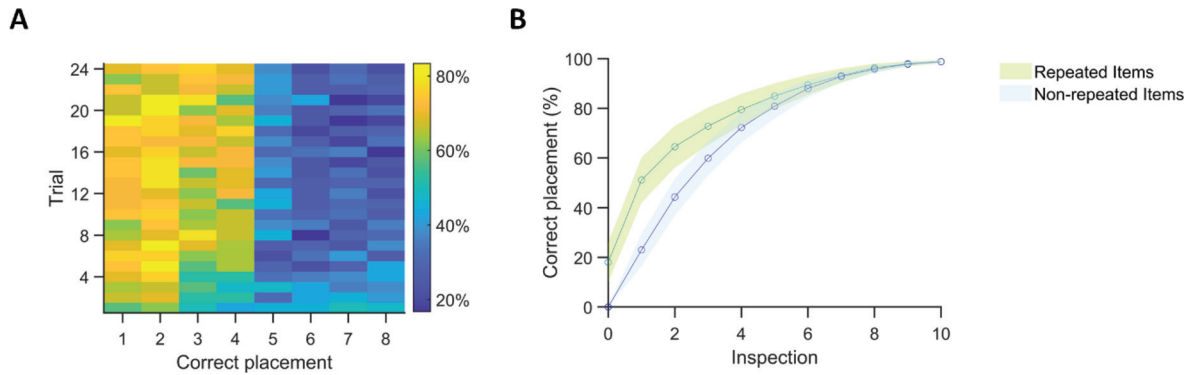 A
B
24
20
16
12
8
4
Trial
1 2 3 4 5 6 7 8
Correct placement
80%
60%
40%
20%
100
80
60
40
20
0
Correct placement (%)
0 2 4 6 8 10
Inspection
Repeated Items
Non-repeated Items